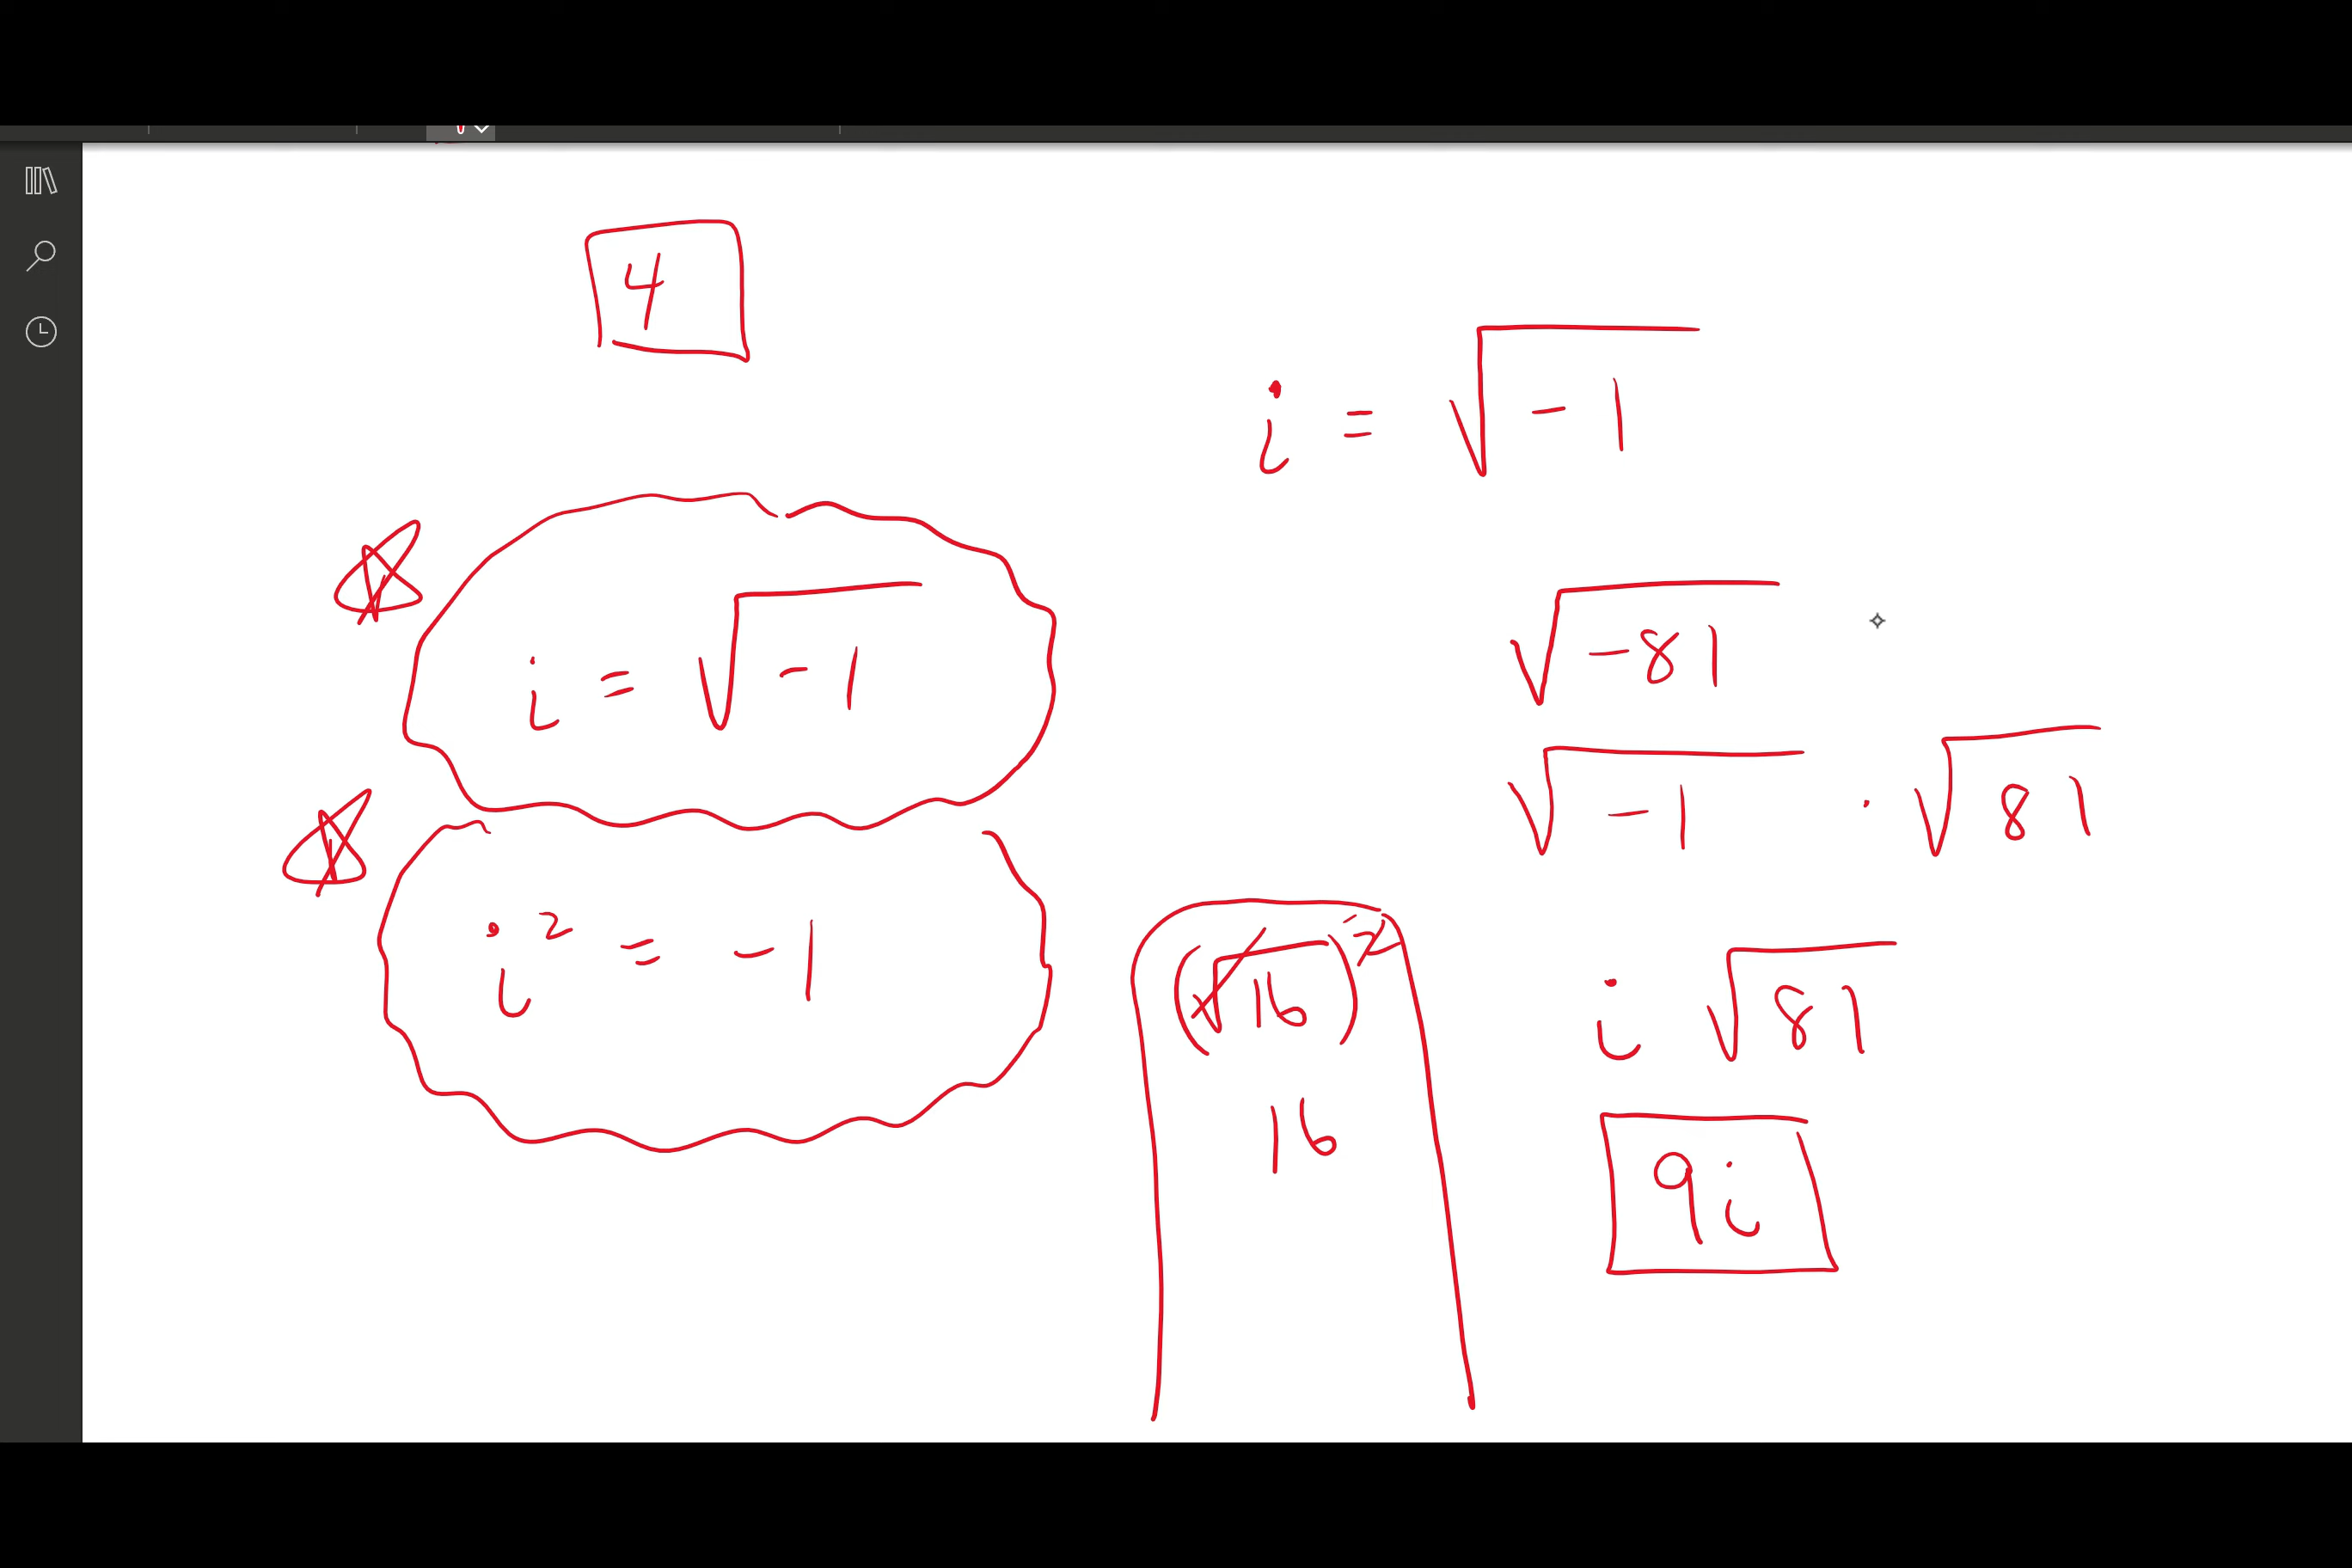 4
i = √-1
i² = -1
(√16)²
16
i = √-1
√-81
√-1 · √81
i √81
9i